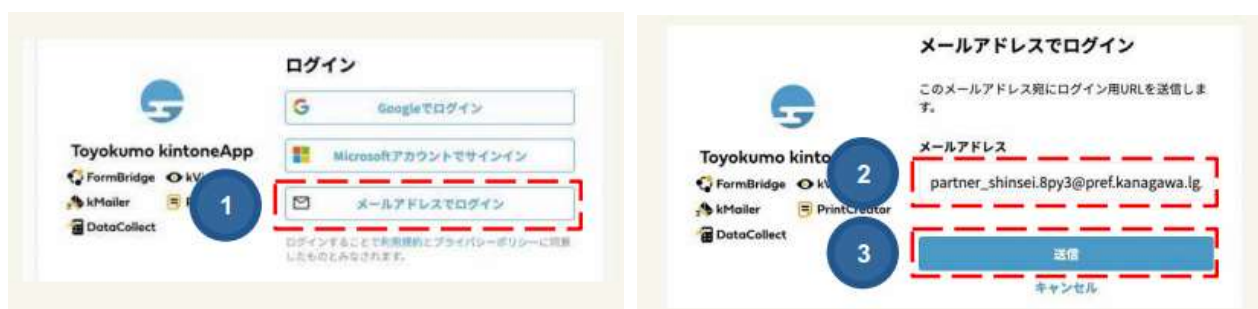 ログイン
Googleでログイン
Microsoftアカウントでサインイン
メールアドレスでログイン
ログインすることで利用規約とプライバシーポリシーに同意
したものとみなされます。
Toyokumo kintoneApp
FormBridge
kMailer
DataCollect
1
メールアドレスでログイン
このメールアドレス宛にログイン用URLを送信しま
す。
メールアドレス
partner_shinsei.8py3@pref.kanagawa.lg
送信
キャンセル
Toyokumo
FormBridge
kMailer PrintCreator
DataCollect
2
3